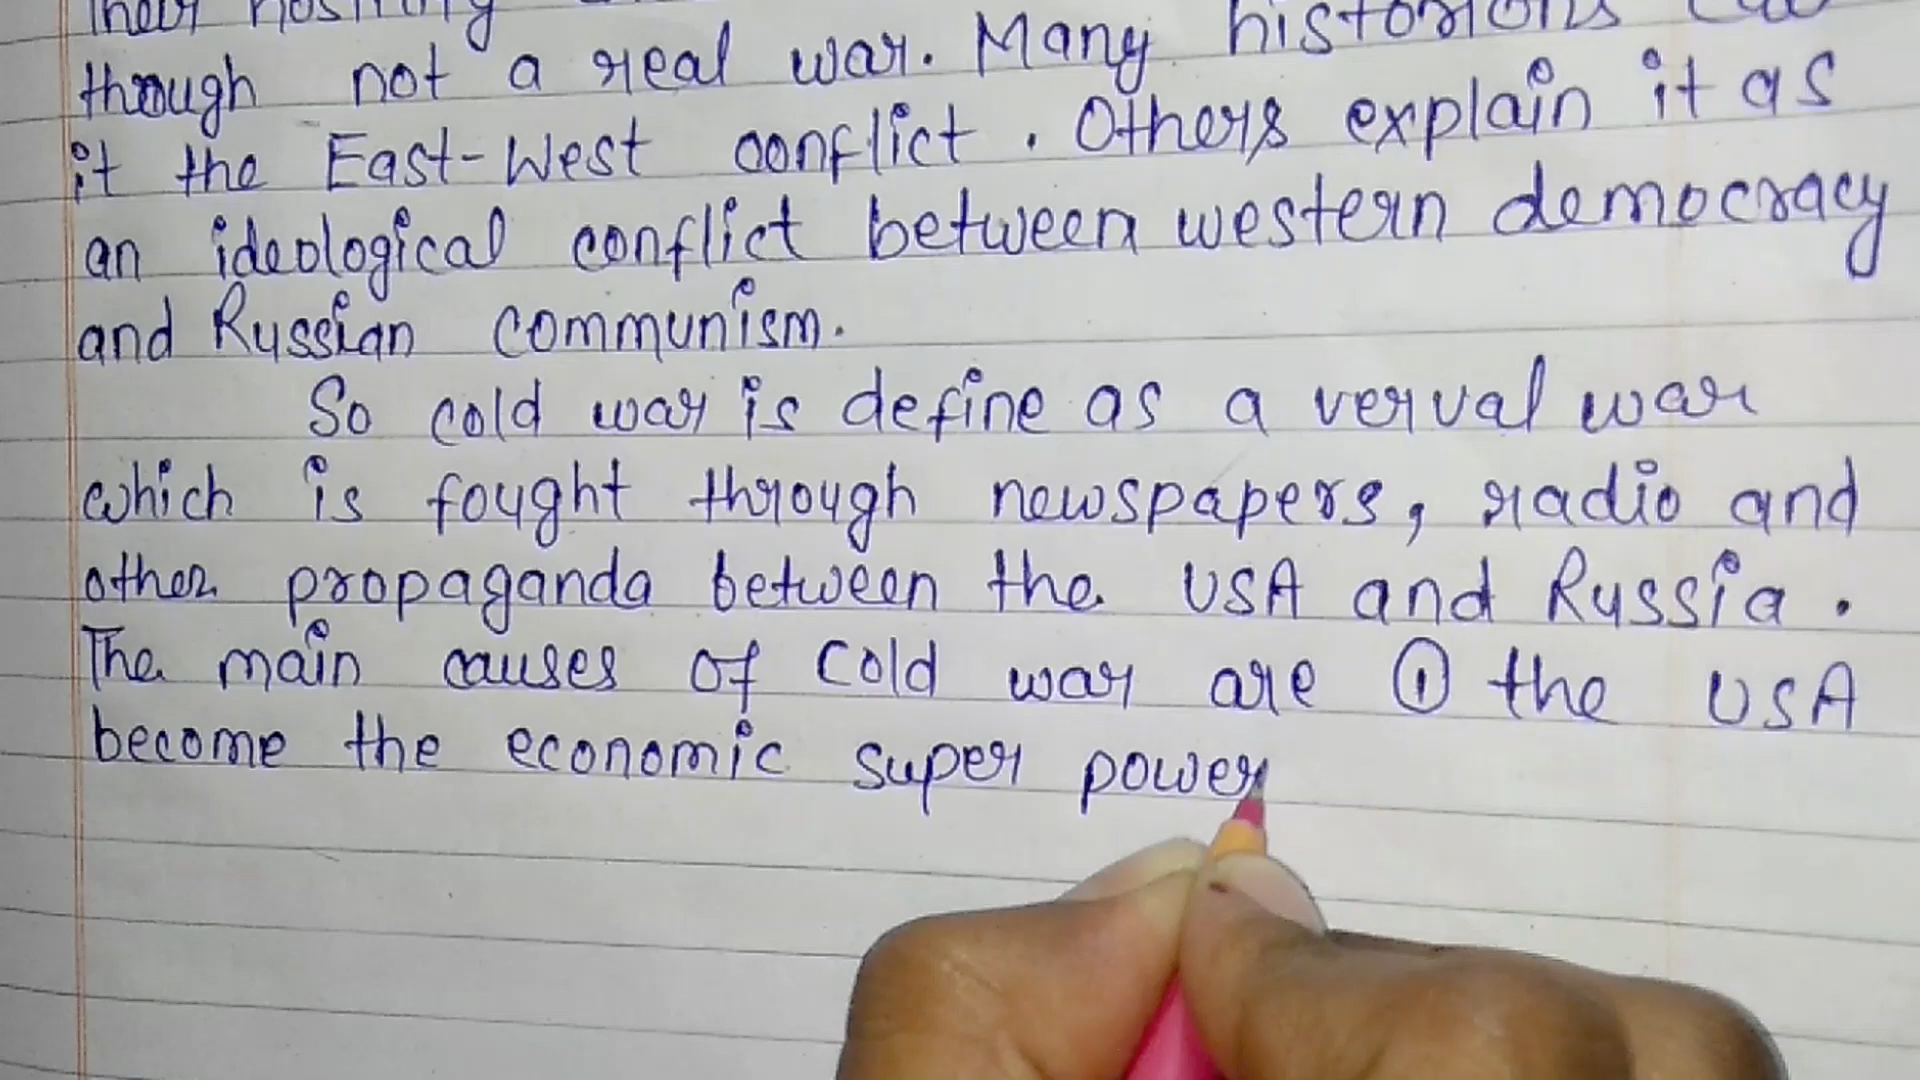 though not a real war. Many historians
it the East-West conflict. Others explain it as
an ideological conflict between western democracy
and Russian communism.
So cold war is define as a verval war
which is fought through newspapers, radio and
other propaganda between the USA and Russia.
The main causes of cold war are ① the USA
become the economic super power